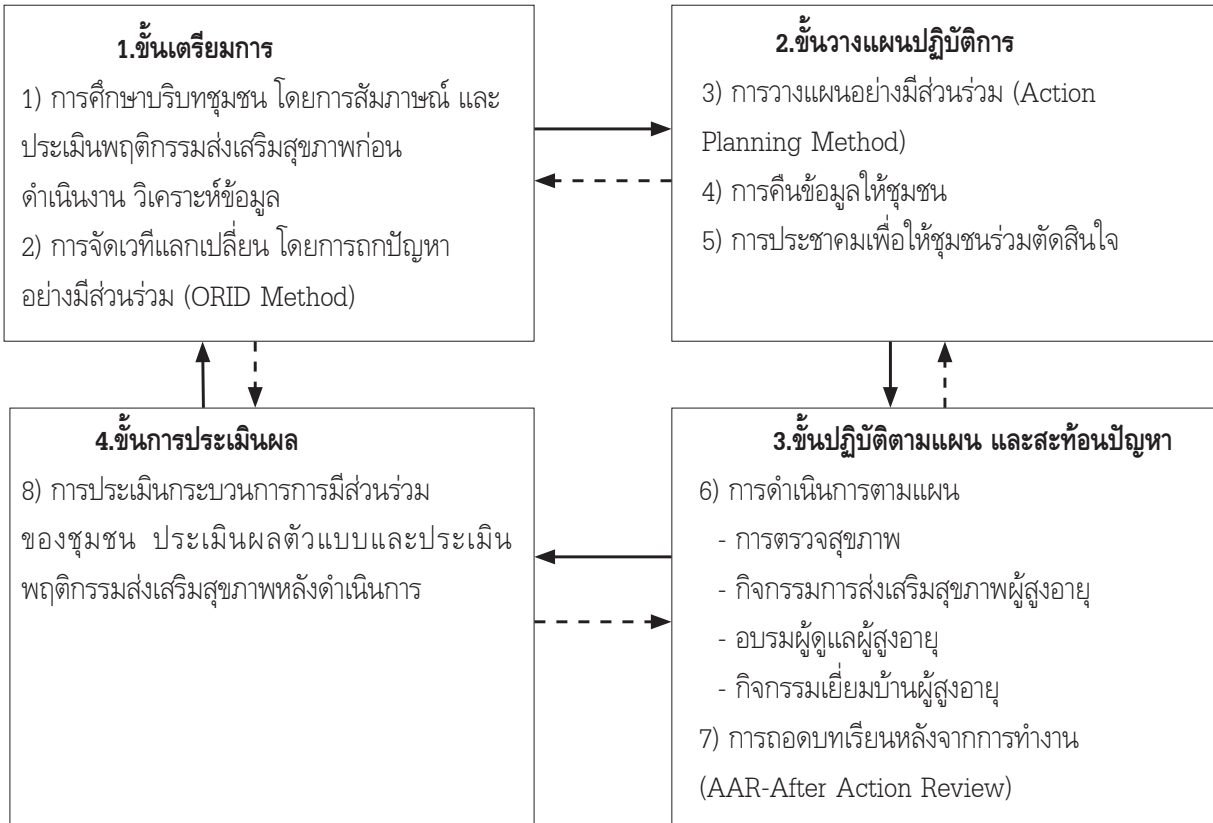 1.ขั้นเตรียมการ
1) การศึกษาบริบทชุมชน โดยการสัมภาษณ์ และ
ประเมินพฤติกรรมส่งเสริมสุขภาพก่อน
ดำเนินงาน วิเคราะห์ข้อมูล
2) การจัดเวทีแลกเปลี่ยน โดยการถกปัญหา
อย่างมีส่วนร่วม (ORID Method)
2.ขั้นวางแผนปฏิบัติการ
3) การวางแผนอย่างมีส่วนร่วม (Action
Planning Method)
4) การคืนข้อมูลให้ชุมชน
5) การประชาคมเพื่อให้ชุมชนร่วมตัดสินใจ
3.ขั้นปฏิบัติตามแผน และสะท้อนปัญหา
6) การดำเนินการตามแผน
- การตรวจสุขภาพ
- กิจกรรมการส่งเสริมสุขภาพผู้สูงอายุ
- อบรมผู้ดูแลผู้สูงอายุ
- กิจกรรมเยี่ยมบ้านผู้สูงอายุ
7) การถอดบทเรียนหลังจากการทำงาน
(AAR-After Action Review)
4.ขั้นการประเมินผล
8) การประเมินกระบวนการการมีส่วนร่วม
ของชุมชน ประเมินผลตัวแบบและประเมิน
พฤติกรรมส่งเสริมสุขภาพหลังดำเนินการ